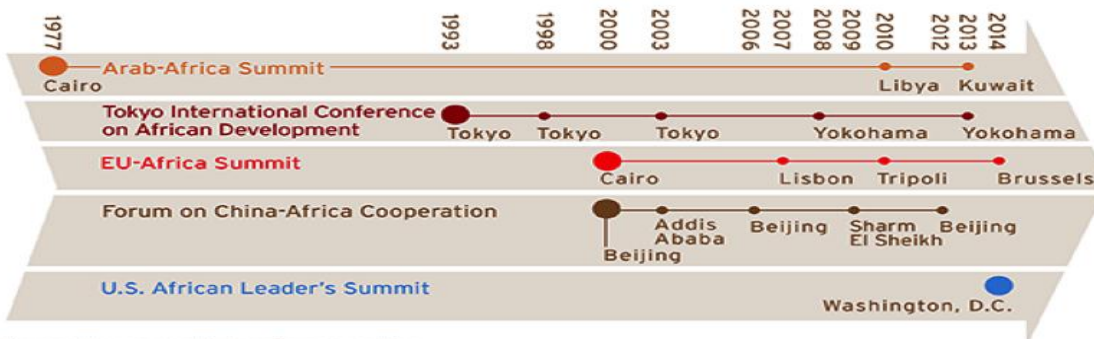 1977 1993 1998 2000 2003 2006 2007 2008 2009 2010 2012 2013 2014
Arab-Africa Summit
Cairo Libya Kuwait
Tokyo International Conference
on African Development
Tokyo Tokyo Tokyo Yokohama Yokohama
EU-Africa Summit
Cairo Lisbon Tripoli Brussels
Forum on China-Africa Cooperation
Addis Ababa Beijing Sharm El Sheikh Beijing
Beijing
U.S. African Leader's Summit
Washington, D.C.